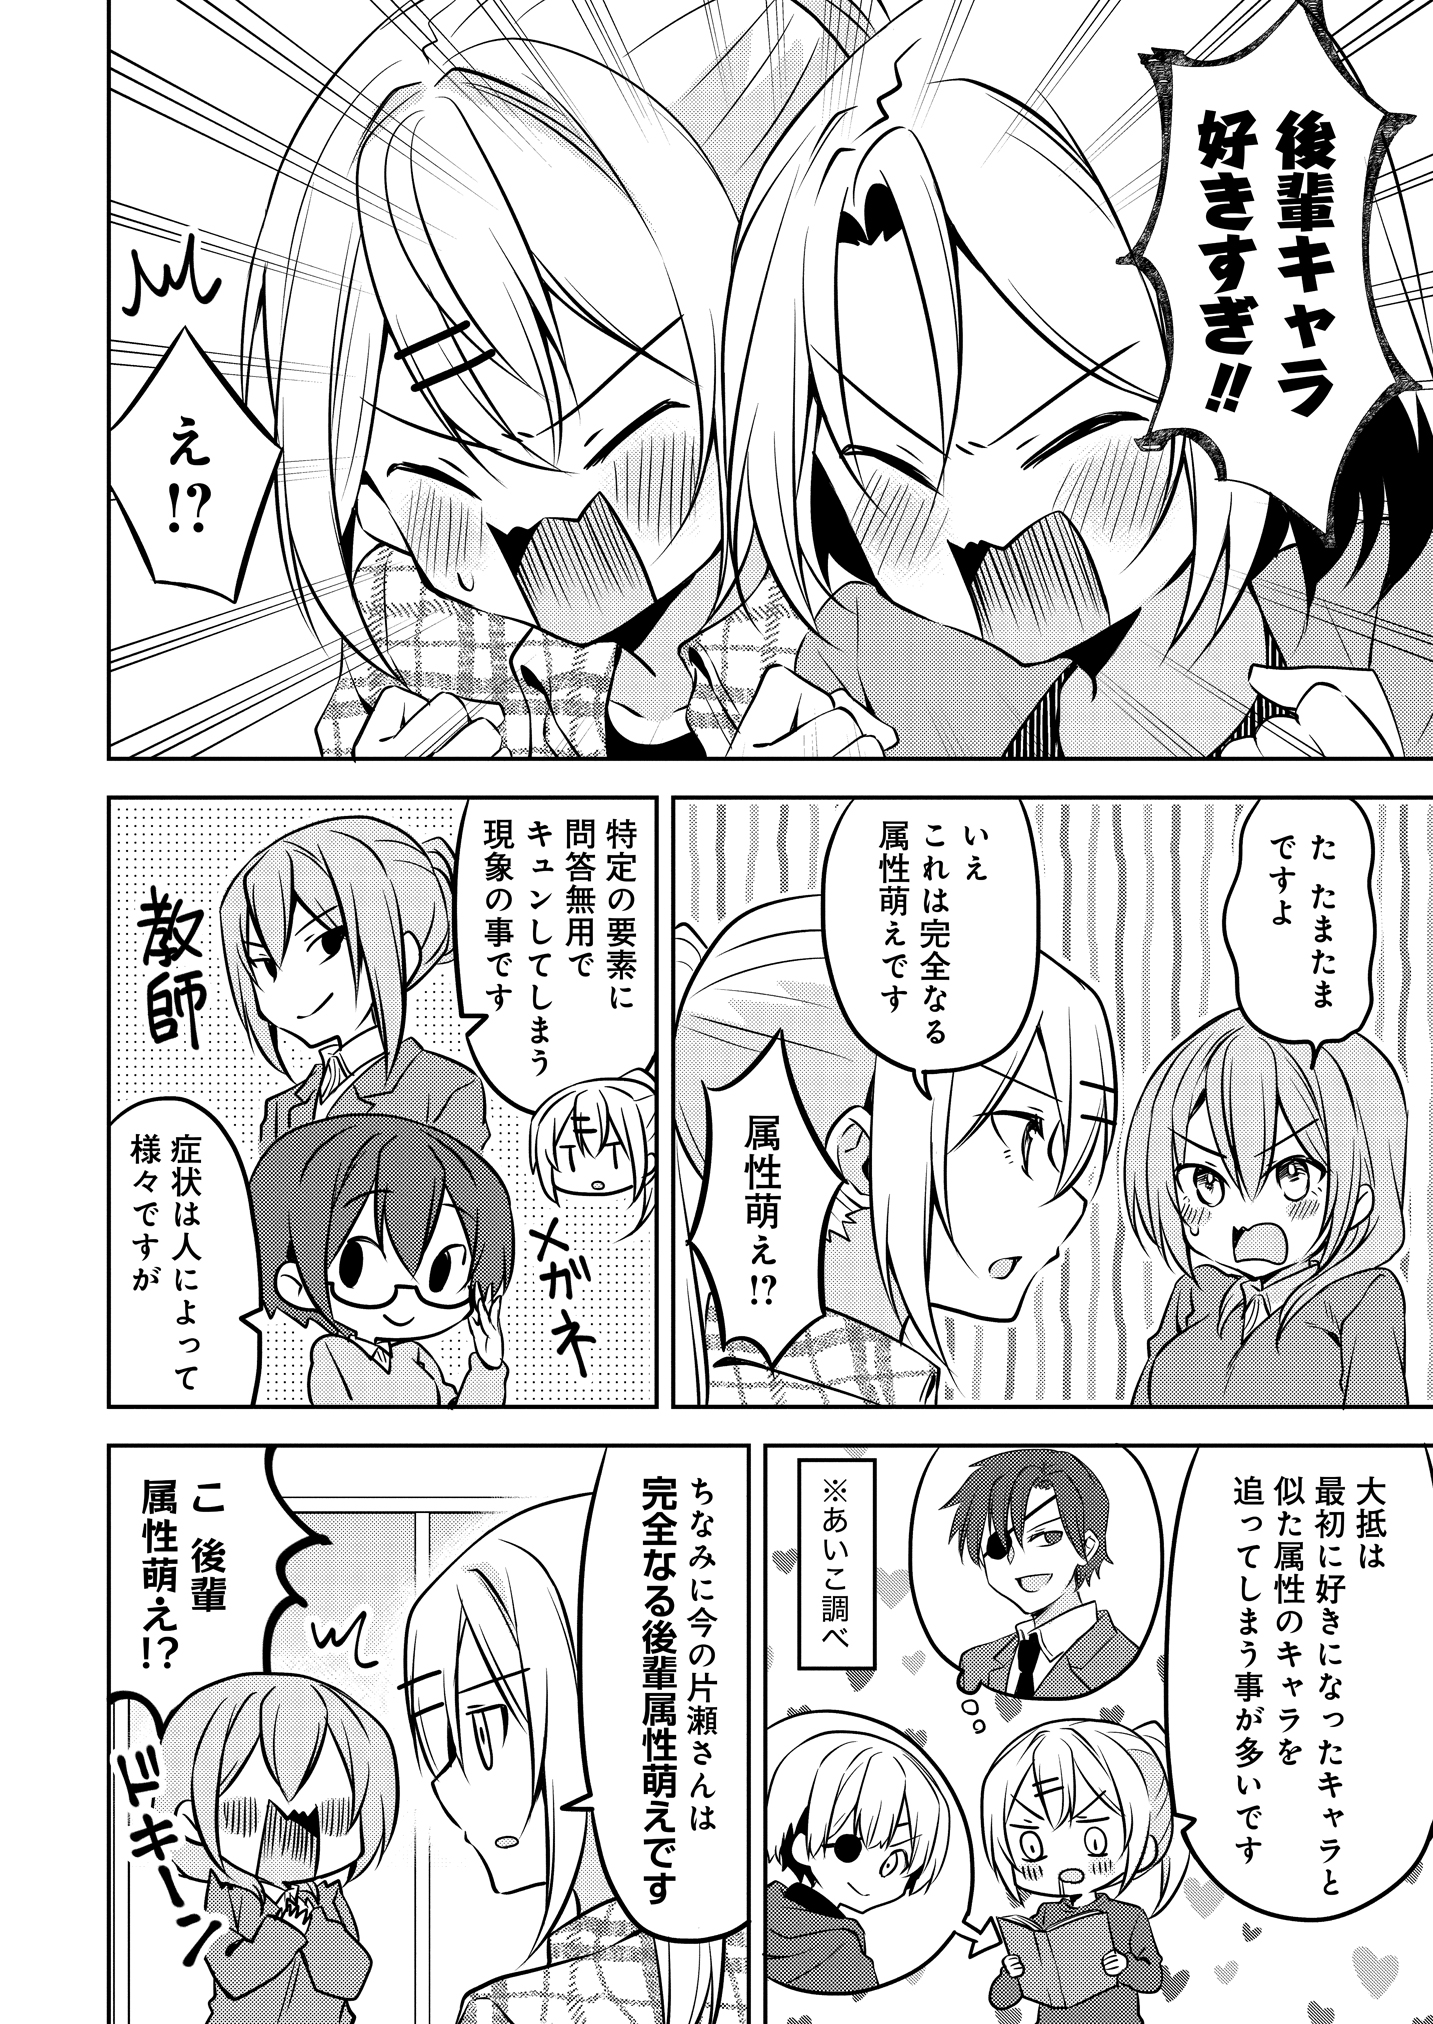 後輩キャラ
好きすぎ!!
え!?
た たまたま
ですよ
いえ
これは完全なる
属性萌えです
属性萌え!?
特定の要素に
問答無用で
キュンしてしまう
現象の事です
教師
メガネ
症状は人によって
様々ですが
大抵は
最初に好きになったキャラと
似た属性のキャラを
追ってしまう事が多いです
※あいこ調べ
ちなみに今の片瀬さんは
完全なる後輩属性萌えです
こ 後輩
属性萌え!?
ドキーン